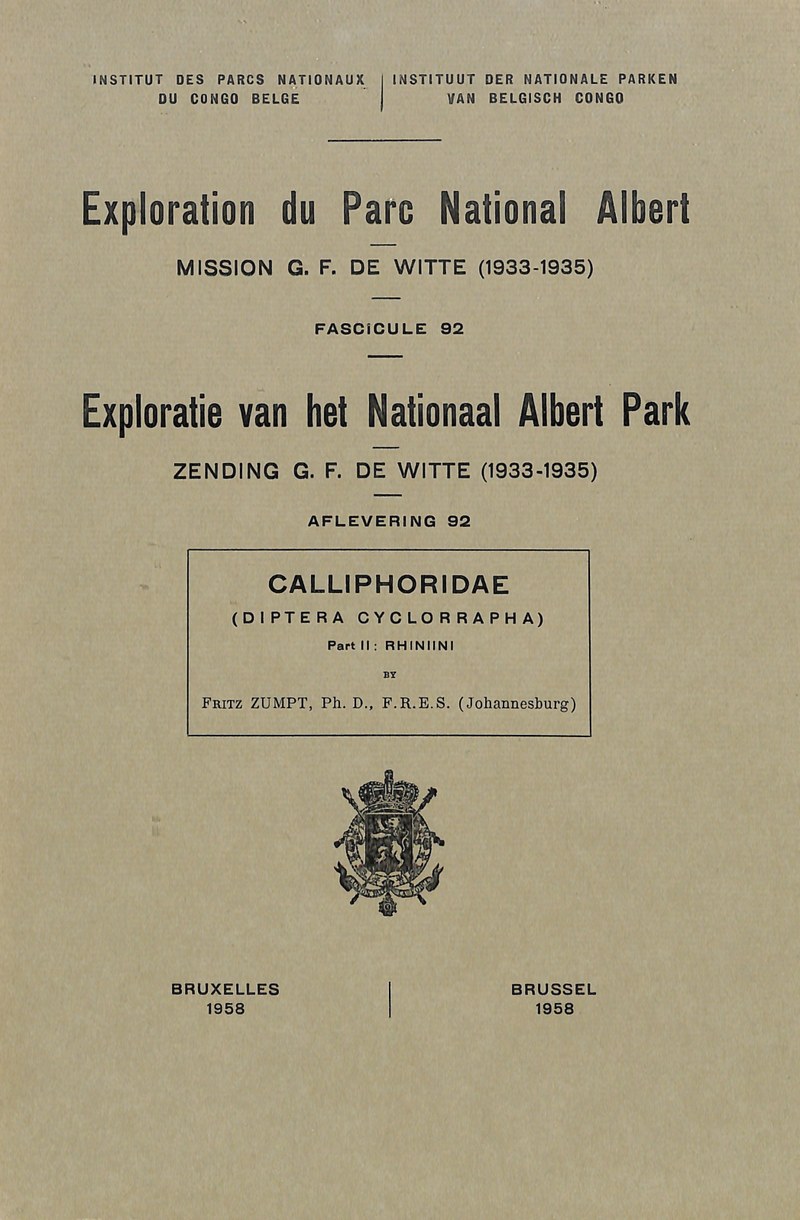 INSTITUT DES PARCS NATIONAUX
DU CONGO BELGE
INSTITUUT DER NATIONALE PARKEN
VAN BELGISCH CONGO
Exploration du Parc National Albert
MISSION G. F. DE WITTE (1933-1935)
FASCICULE 92
Exploratie van het Nationaal Albert Park
ZENDING G. F. DE WITTE (1933-1935)
AFLEVERING 92
CALLIPHORIDAE
(DIPTERA CYCLORRAPHA)
Part II: RHINIINI
BY
FRITZ ZUMPT, Ph. D., F.R.E.S. (Johannesburg)
BRUXELLES
1958
BRUSSEL
1958